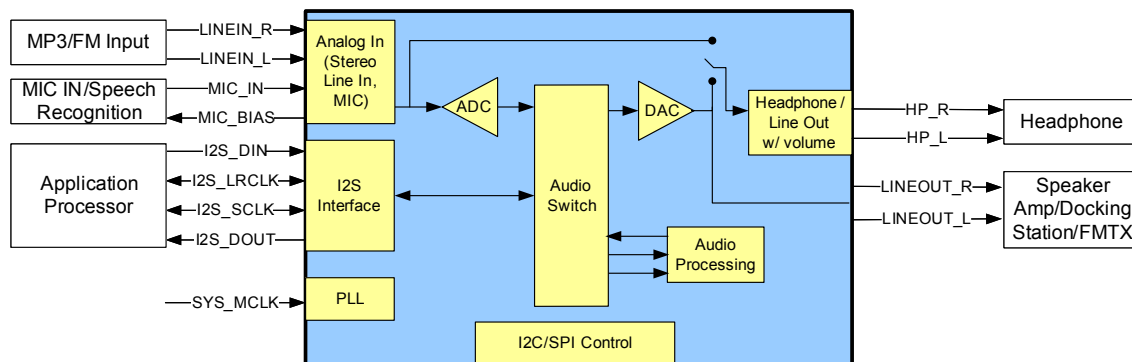 MP3/FM Input
LINEIN_R
LINEIN_L
MIC IN/Speech
Recognition
MIC_IN
MIC_BIAS
Application
Processor
I2S_DIN
I2S_LRCLK
I2S_SCLK
I2S_DOUT
SYS_MCLK
Analog In
(Stereo
Line In,
MIC)
ADC
I2S
Interface
PLL
Audio
Switch
DAC
Audio
Processing
I2C/SPI Control
Headphone /
Line Out
w/ volume
HP_R
HP_L
Headphone
LINEOUT_R
LINEOUT_L
Speaker
Amp/Docking
Station/FMTX